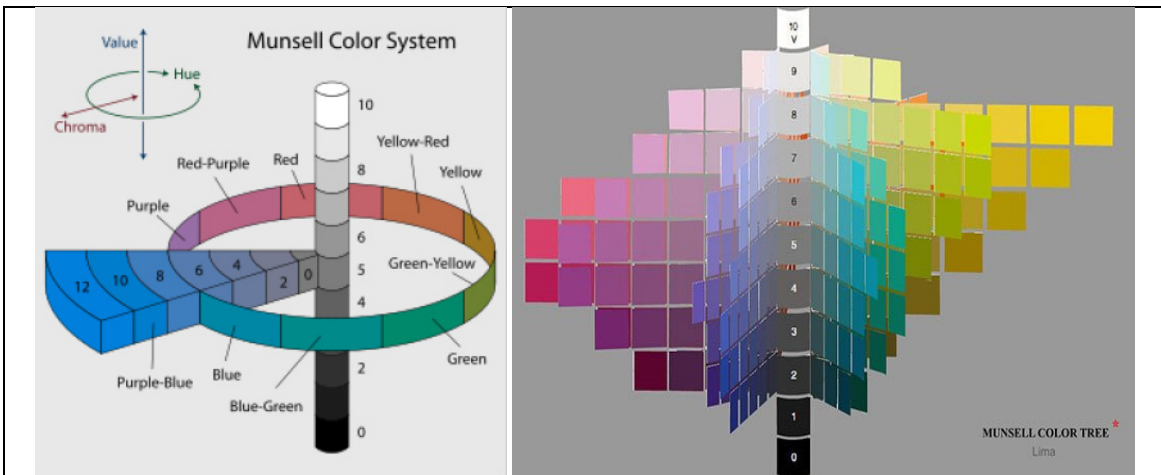 Munsell Color System
Value
Hue
Chroma
10
8
6
5
4
2
0
Red-Purple
Red
Yellow-Red
Yellow
Purple
Green-Yellow
12
10
8
6
4
2
0
Purple-Blue
Blue
Blue-Green
Green
10
V
9
8
7
6
5
4
3
2
1
0
MUNSELL COLOR TREE *
Lima